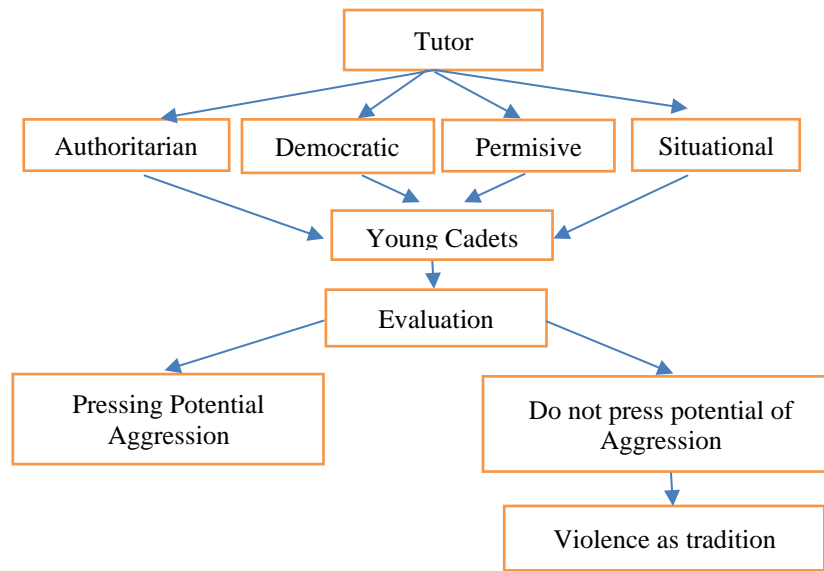 Tutor
Authoritarian
Democratic
Permisive
Situational
Young Cadets
Evaluation
Pressing Potential
Aggression
Do not press potential of
Aggression
Violence as tradition